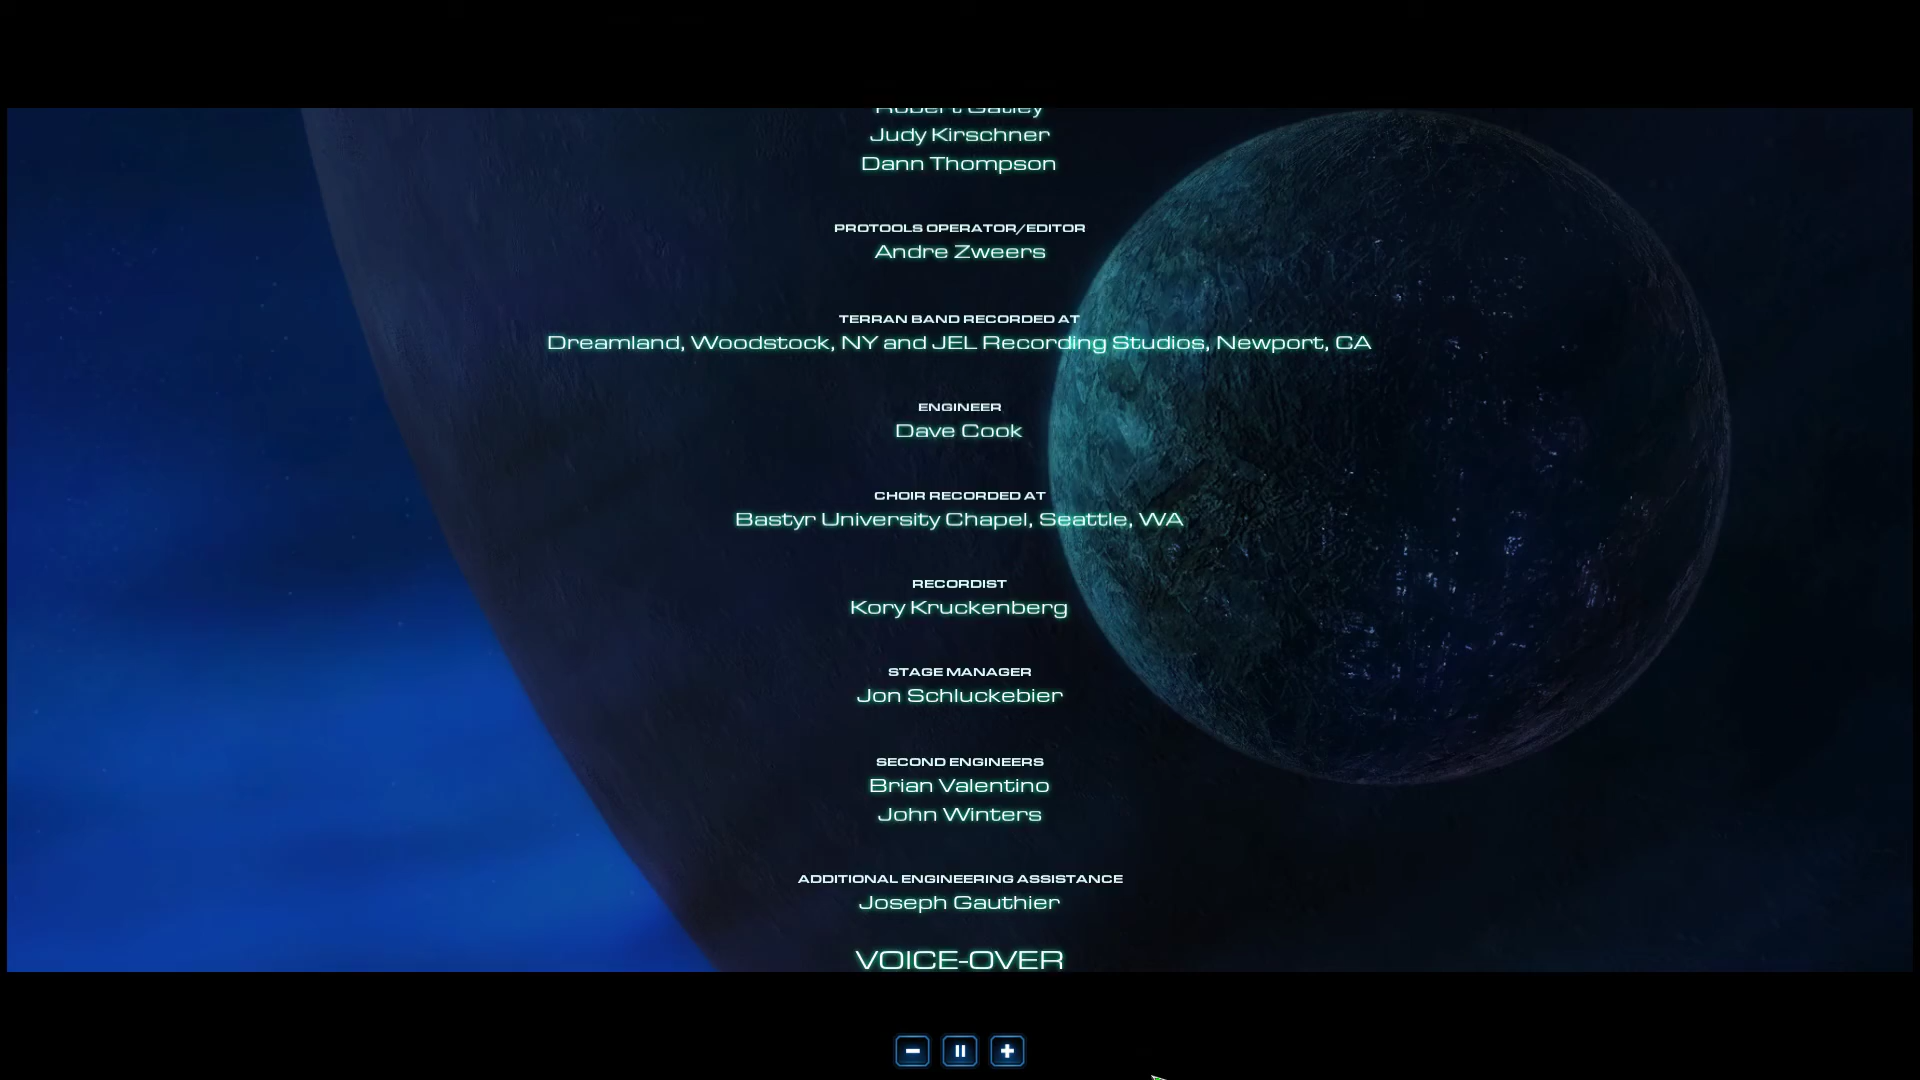 Robert Gatley
Judy Kirschner
Dann Thompson
PROTOOLS OPERATOR/EDITOR
Andre Zweers
TERRAN BAND RECORDED AT
Dreamland, Woodstock, NY and JEL Recording Studios, Newport, CA
ENGINEER
Dave Cook
CHOIR RECORDED AT
Bastyr University Chapel, Seattle, WA
RECORDIST
Kory Kruckenberg
STAGE MANAGER
Jon Schluckebier
SECOND ENGINEERS
Brian Valentino
John Winters
ADDITIONAL ENGINEERING ASSISTANCE
Joseph Gauthier
VOICE-OVER